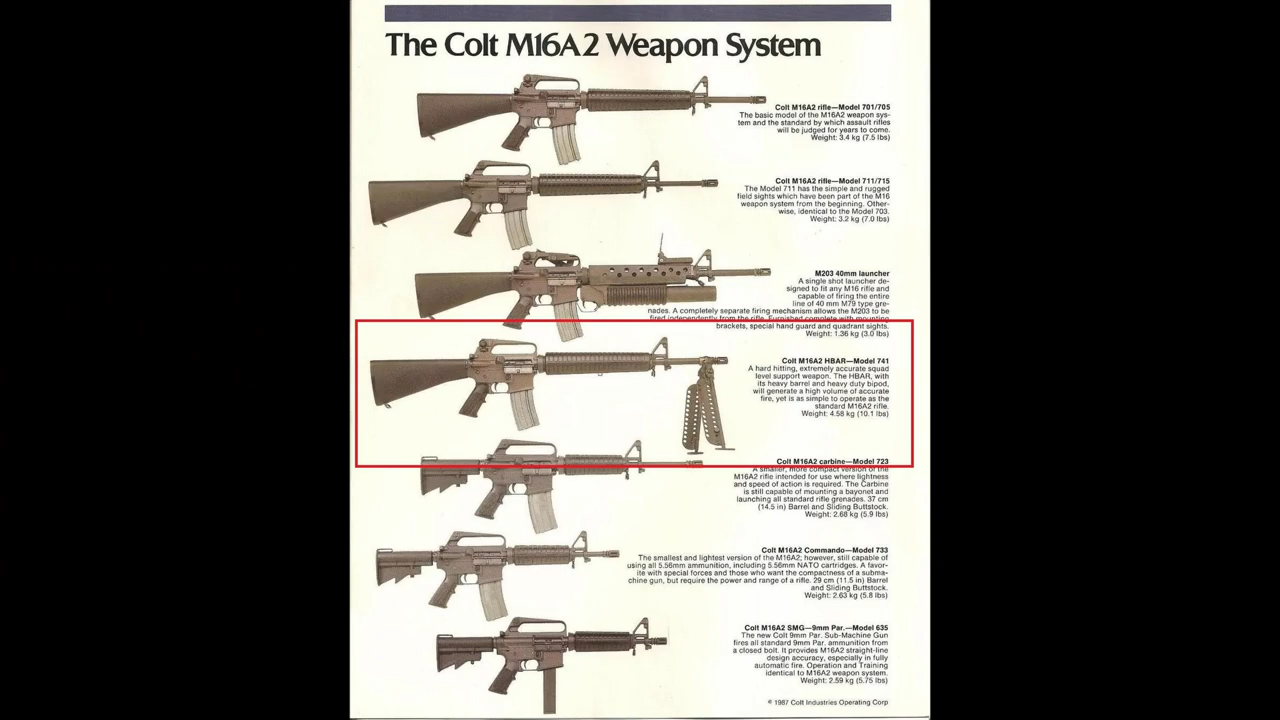 The Colt M16A2 Weapon System
Colt M16A2 rifle—Model 701/705
The basic model of the M16A2 weapon sys-
tem and the standard by which assault rifles
will be judged for years to come.
Weight: 3.4 kg (7.5 lbs)
Colt M16A2 rifle—Model 711/715
The Model 711 has the simple and rugged
field sights which have been part of the M16
weapon system from the beginning. Other-
wise, identical to the Model 703.
Weight: 3.2 kg (7.0 lbs)
M203 40mm launcher
A single shot launcher de-
signed to fit any M16 rifle and
capable of firing the entire
line of 40 mm M79 type gre-
nades. A completely separate firing mechanism allows the M203 to be
fired independently from the rifle. Furnished complete with mounting
brackets, special hand guard and quadrant sights.
Weight: 1.36 kg (3.0 lbs)
Colt M16A2 HBAR—Model 741
A hard hitting, extremely accurate squad
level support weapon. The HBAR, with
its heavy barrel and heavy duty bipod,
will generate a high volume of accurate
fire, yet is as simple to operate as the
standard M16A2 rifle.
Weight: 4.58 kg (10.1 lbs)
Colt M16A2 carbine—Model 723
A smaller, more compact version of the
M16A2 rifle intended for use where lightness
and speed of action is required. The Carbine
is still capable of mounting a bayonet and
launching all standard rifle grenades. 37 cm
(14.5 in) Barrel and Sliding Buttstock.
Weight: 2.68 kg (5.9 lbs)
Colt M16A2 Commando—Model 733
The smallest and lightest version of the M16A2; however, still capable of
using all 5.56mm ammunition, including 5.56mm NATO cartridges. A favor-
ite with special forces and those who want the compactness of a subma-
chine gun, but require the power and range of a rifle. 29 cm (11.5 in) Barrel
and Sliding Buttstock.
Weight: 2.63 kg (5.8 lbs)
Colt M16A2 SMG—9mm Par.—Model 635
The new Colt 9mm Par. Sub-Machine Gun
fires all standard 9mm Par. ammunition from
a closed bolt. It provides M16A2 straight-line
design accuracy, especially in fully
automatic fire. Operation and Training
identical to M16A2 weapon system.
Weight: 2.59 kg (5.75 lbs)
© 1987 Colt Industries Operating Corp